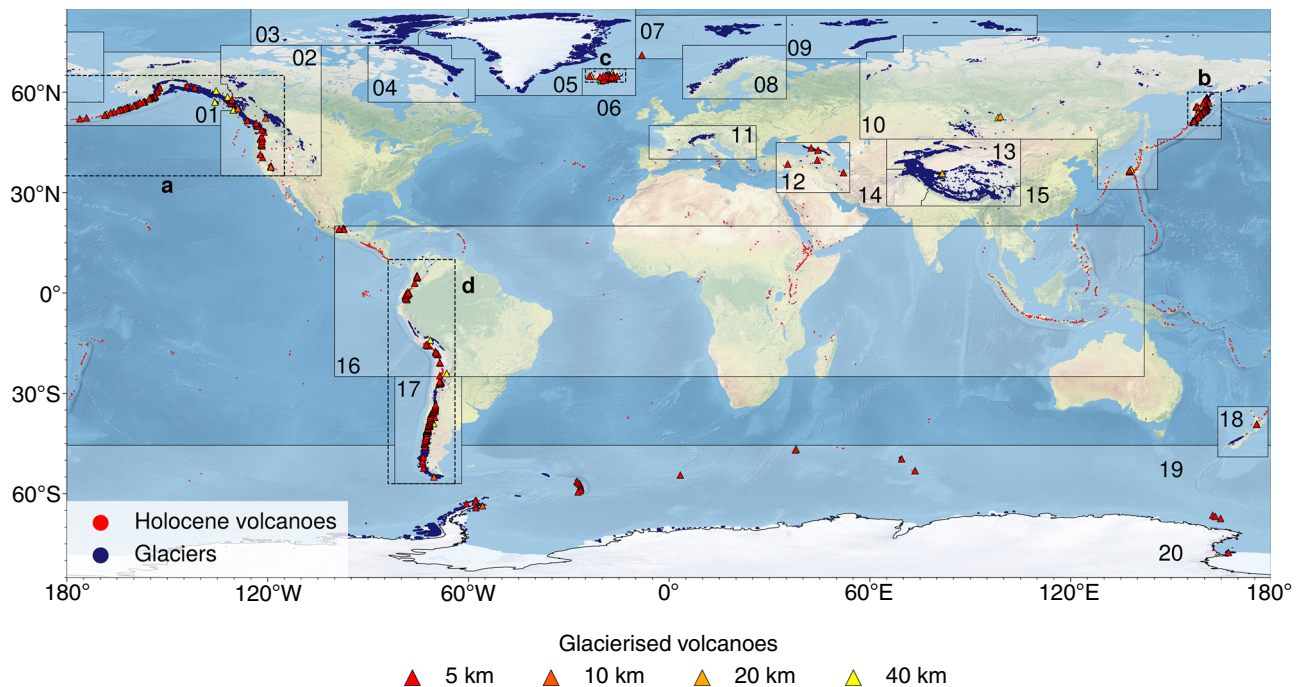 03
02
04
01
a
c
05
06
07
09
08
11
12
14
10
13
15
b
16
17
d
18
19
20
60°N
30°N
0°
30°S
60°S
Holocene volcanoes
Glaciers
180°
120°W
60°W
0°
60°E
120°E
180°
Glacierised volcanoes
5 km 10 km 20 km 40 km